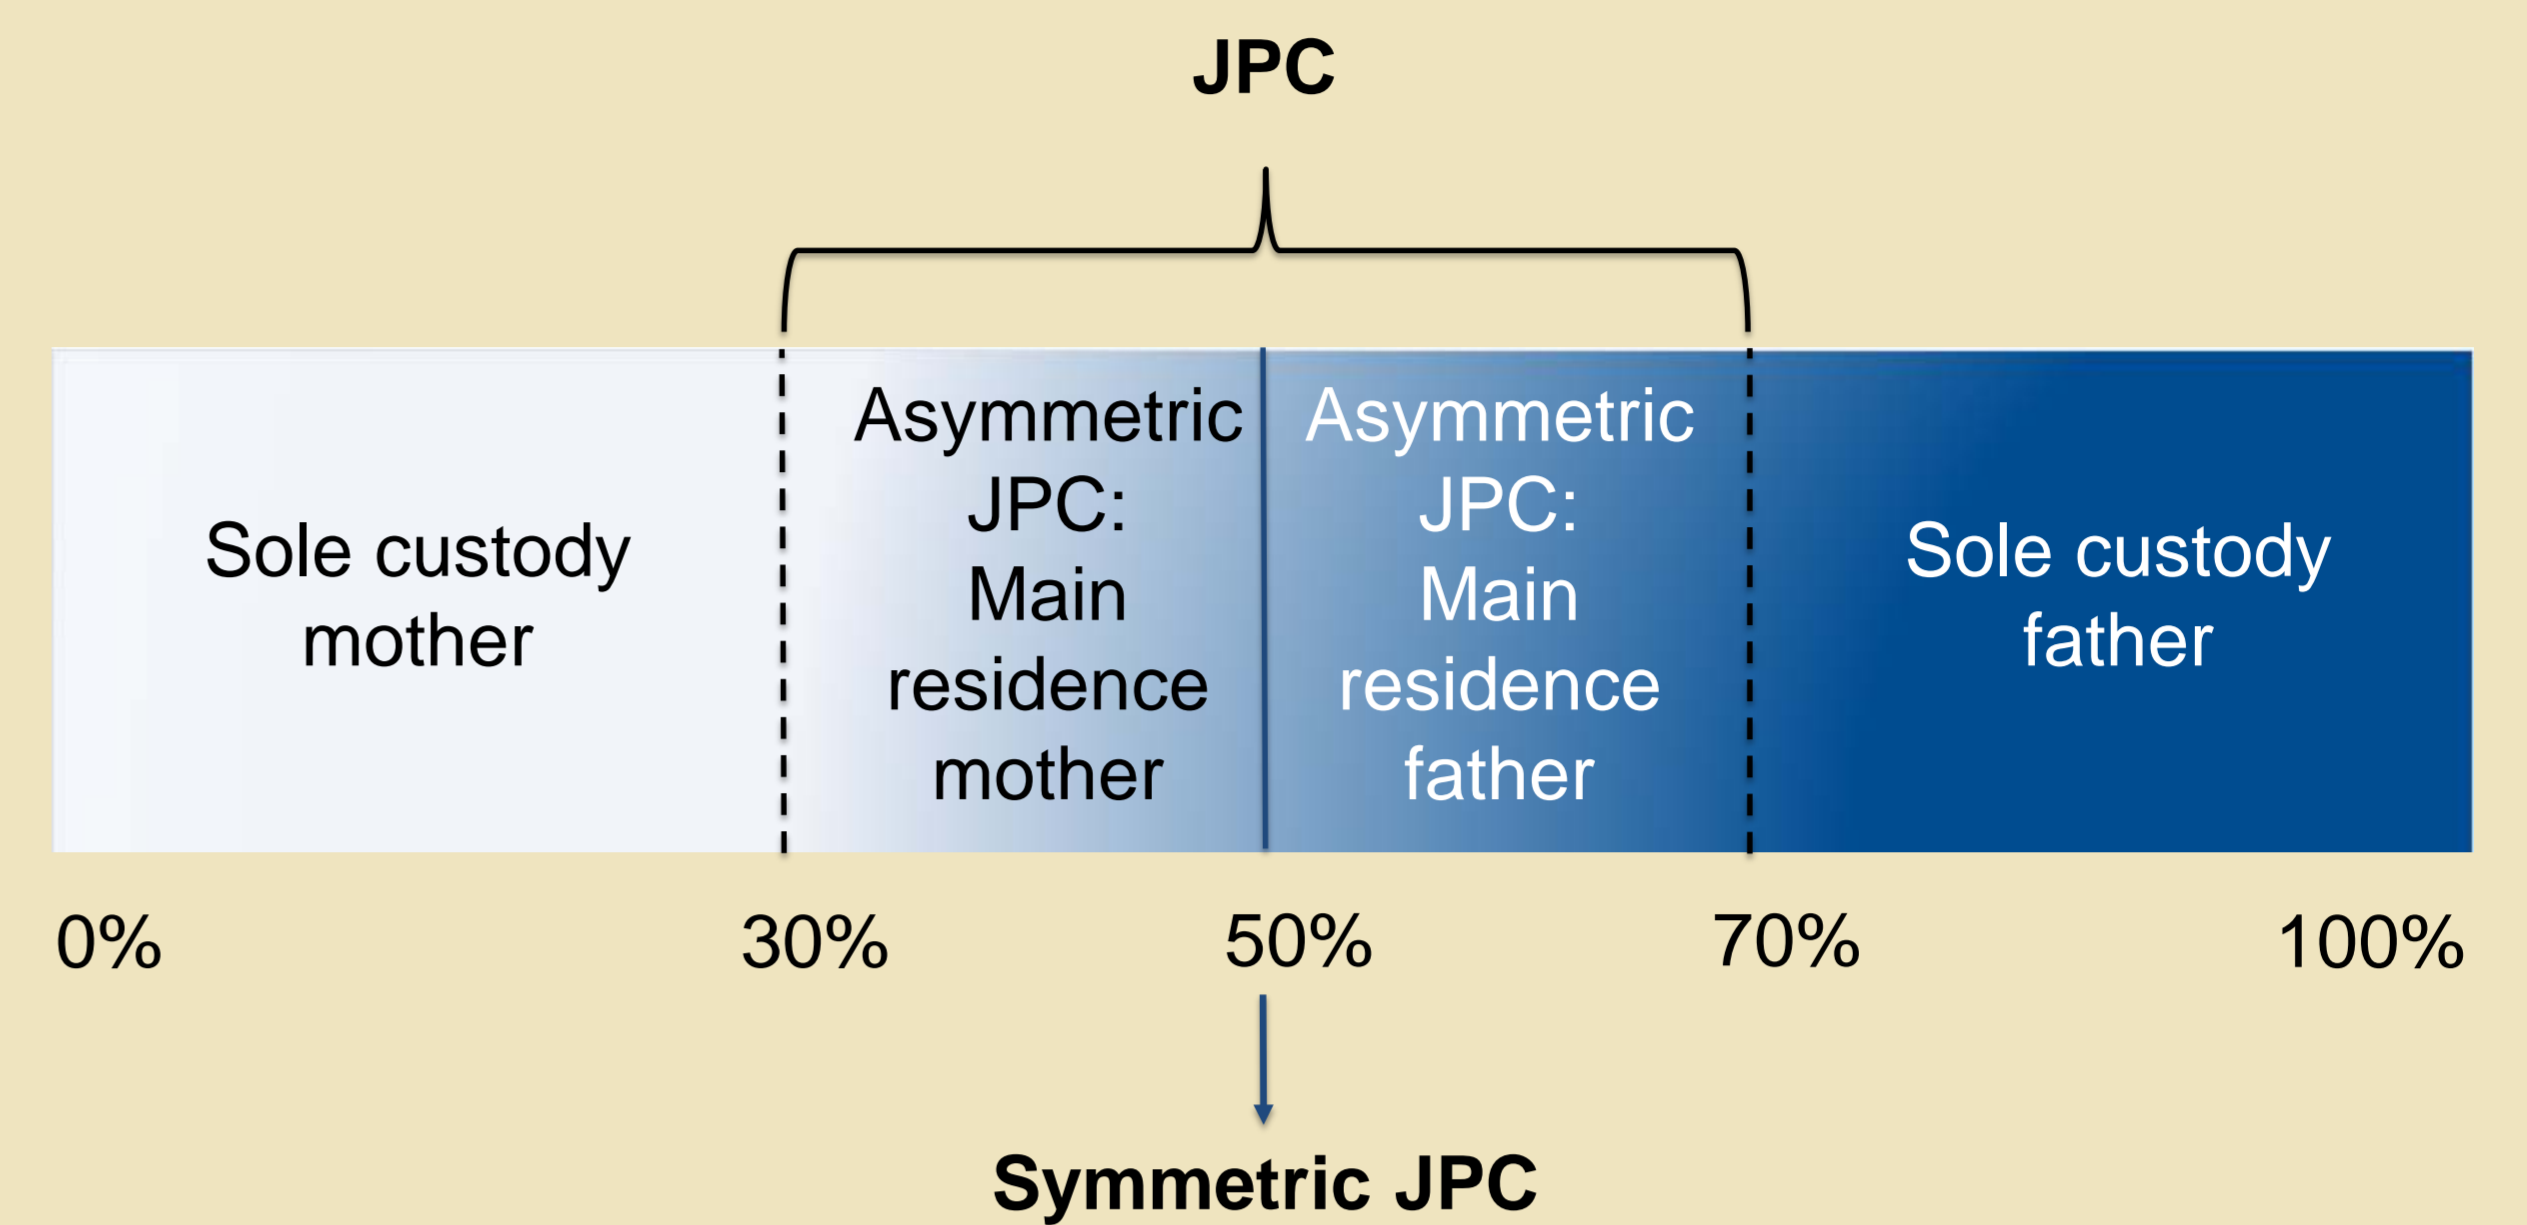 JPC
Sole custody
mother
Asymmetric
JPC:
Main
residence
mother
Asymmetric
JPC:
Main
residence
father
Sole custody
father
0%
30%
50%
70%
100%
Symmetric JPC